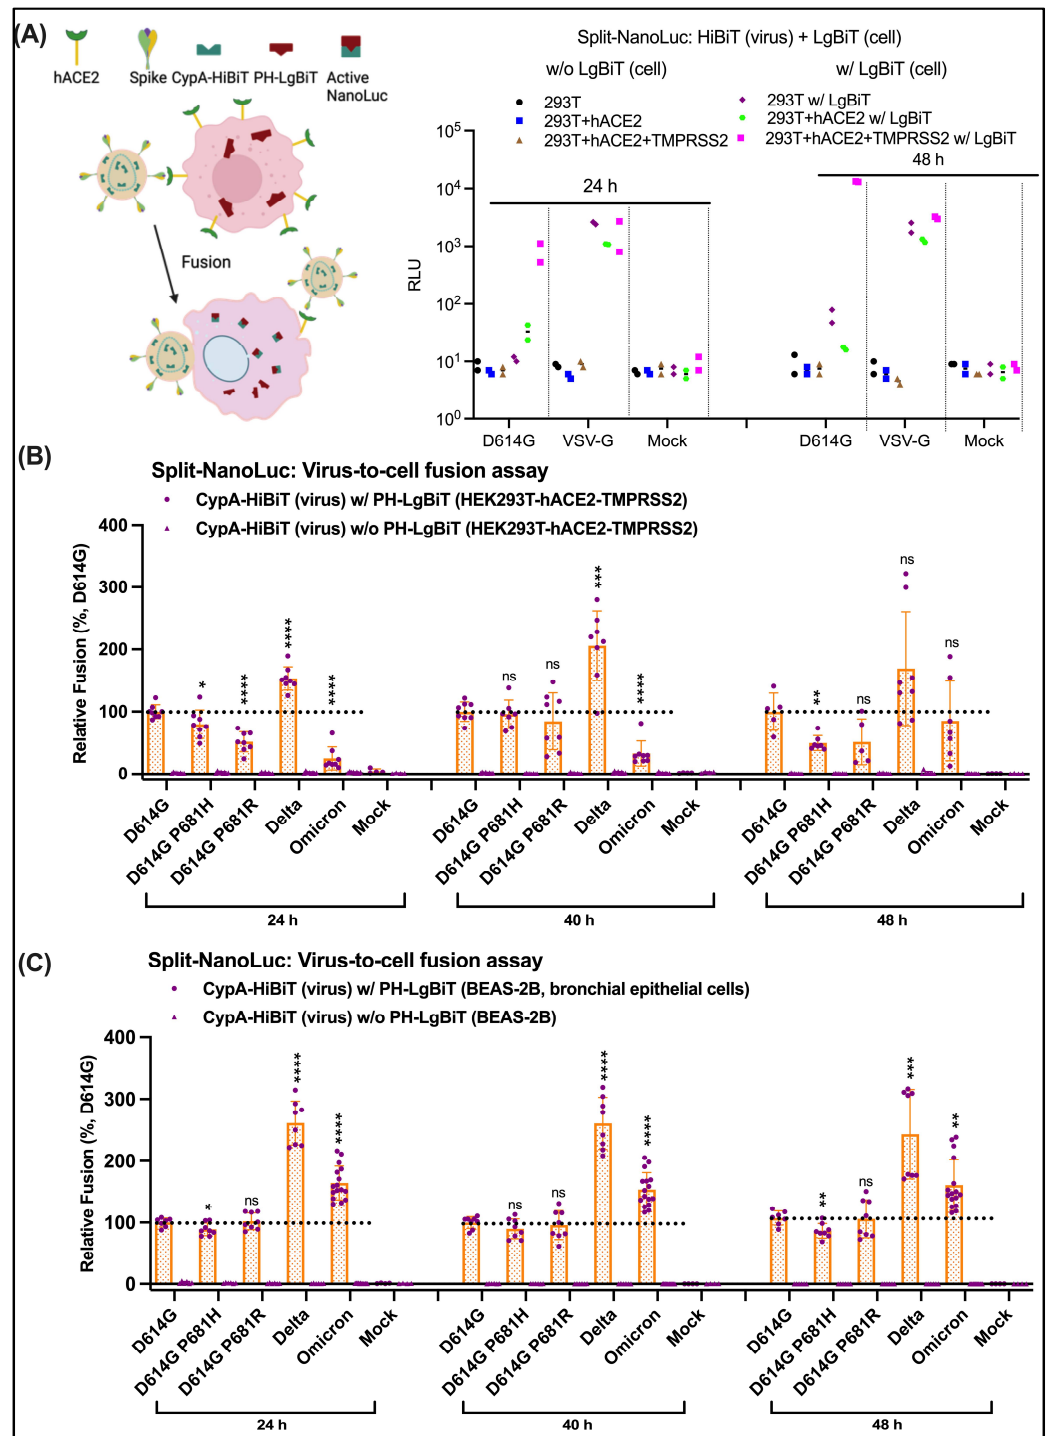 (A)
hACE2
Spike
CypA-HiBiT
PH-LgBiT
Active
NanoLuc
Fusion
Split-NanoLuc: HiBiT (virus) + LgBiT (cell)
w/o LgBiT (cell)
w/ LgBiT (cell)
293T
293T+hACE2
293T+hACE2+TMPRSS2
293T w/ LgBiT
293T+hACE2 w/ LgBiT
293T+hACE2+TMPRSS2 w/ LgBiT
24 h
48 h
RLU
10⁵
10⁴
10³
10²
10¹
10⁰
D614G
VSV-G
Mock
D614G
VSV-G
Mock
(B)
Split-NanoLuc: Virus-to-cell fusion assay
CypA-HiBiT (virus) w/ PH-LgBiT (HEK293T-hACE2-TMPRSS2)
CypA-HiBiT (virus) w/o PH-LgBiT (HEK293T-hACE2-TMPRSS2)
Relative Fusion (%, D614G)
400
300
200
100
0
*
****
****
****
ns
ns
***
****
**
ns
ns
ns
D614G
D614G P681H
D614G P681R
Delta
Omicron
Mock
D614G
D614G P681H
D614G P681R
Delta
Omicron
Mock
D614G
D614G P681H
D614G P681R
Delta
Omicron
Mock
24 h
40 h
48 h
(C)
Split-NanoLuc: Virus-to-cell fusion assay
CypA-HiBiT (virus) w/ PH-LgBiT (BEAS-2B, bronchial epithelial cells)
CypA-HiBiT (virus) w/o PH-LgBiT (BEAS-2B)
Relative Fusion (%, D614G)
400
300
200
100
0
*
ns
****
****
ns
ns
****
****
**
ns
***
**
D614G
D614G P681H
D614G P681R
Delta
Omicron
Mock
D614G
D614G P681H
D614G P681R
Delta
Omicron
Mock
D614G
D614G P681H
D614G P681R
Delta
Omicron
Mock
24 h
40 h
48 h